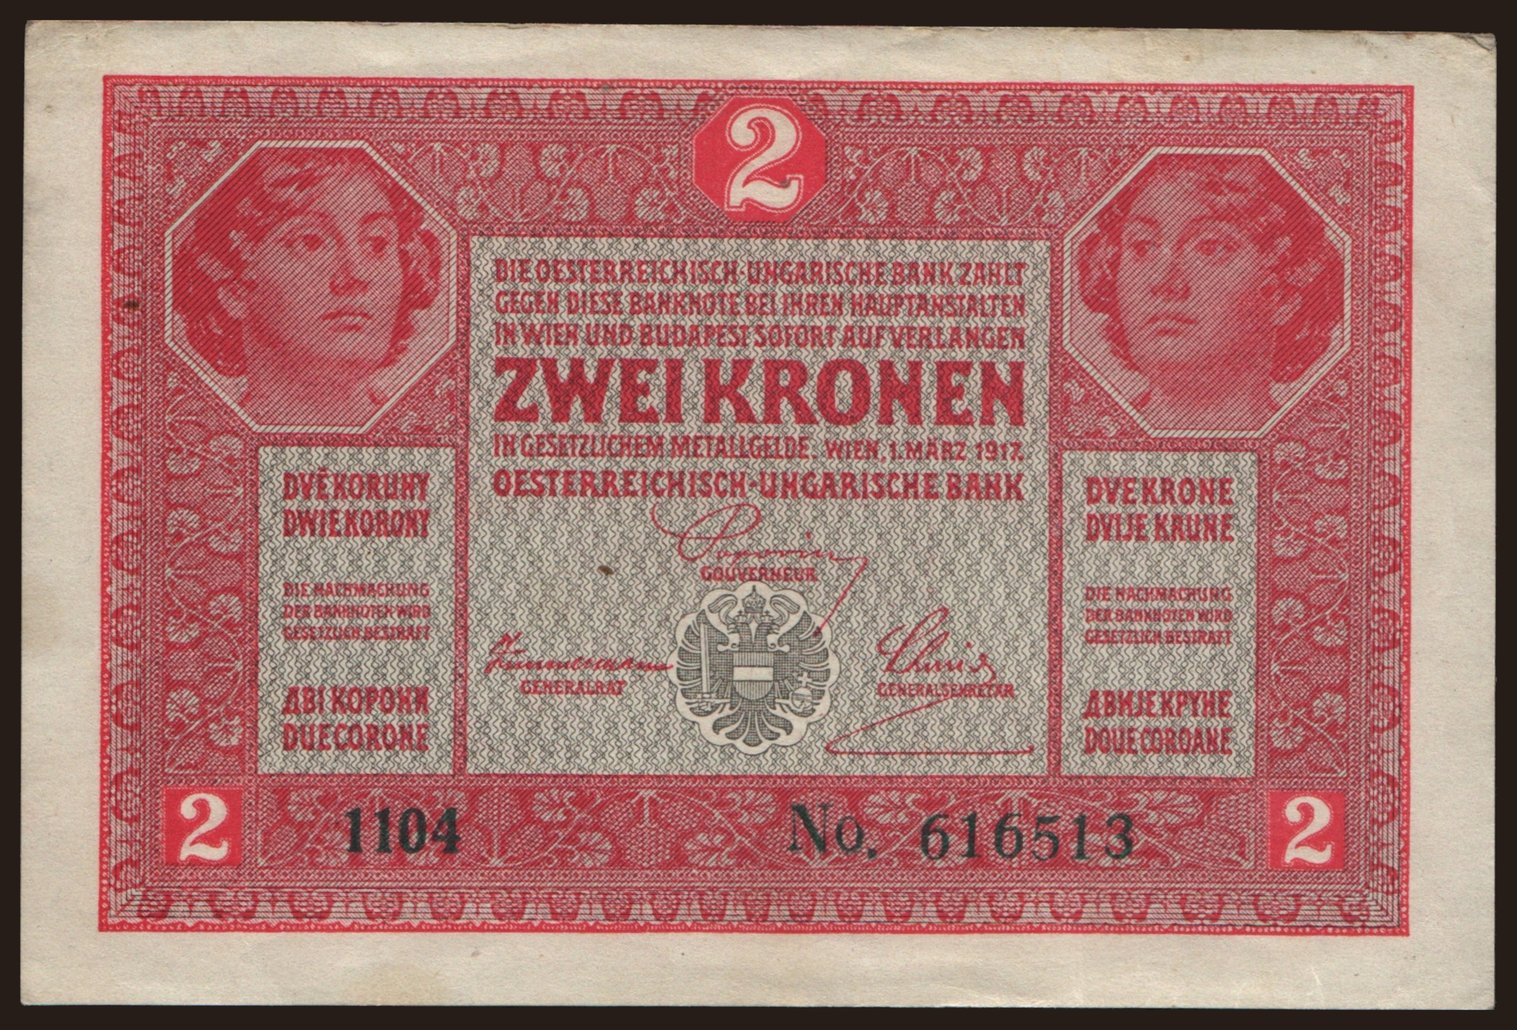 2
DIE OESTERREICHISCH-UNGARISCHE BANK ZAHLT
GEGEN DIESE BANKNOTE BEI IHREN HAUPTANSTALTEN
IN WIEN UND BUDAPEST SOFORT AUF VERLANGEN
ZWEI KRONEN
IN GESETZLICHEM METALLGELDE. WIEN, 1. MÄRZ 1917.
OESTERREICHISCH-UNGARISCHE BANK
GOUVERNEUR
GENERALRAT
GENERALSEKRETÄR
DVĚ KORUNY
DWIE KORONY
DIE NACHMACHUNG
DER BANKNOTEN WIRD
GESETZLICH BESTRAFT
ДВІ КОРОНИ
DUE CORONE
DVE KRONE
DVIJE KRUNE
DIE NACHMACHUNG
DER BANKNOTEN WIRD
GESETZLICH BESTRAFT
ДВИЈЕ КРУНЕ
DOUE COROANE
2
1104
No. 616513
2